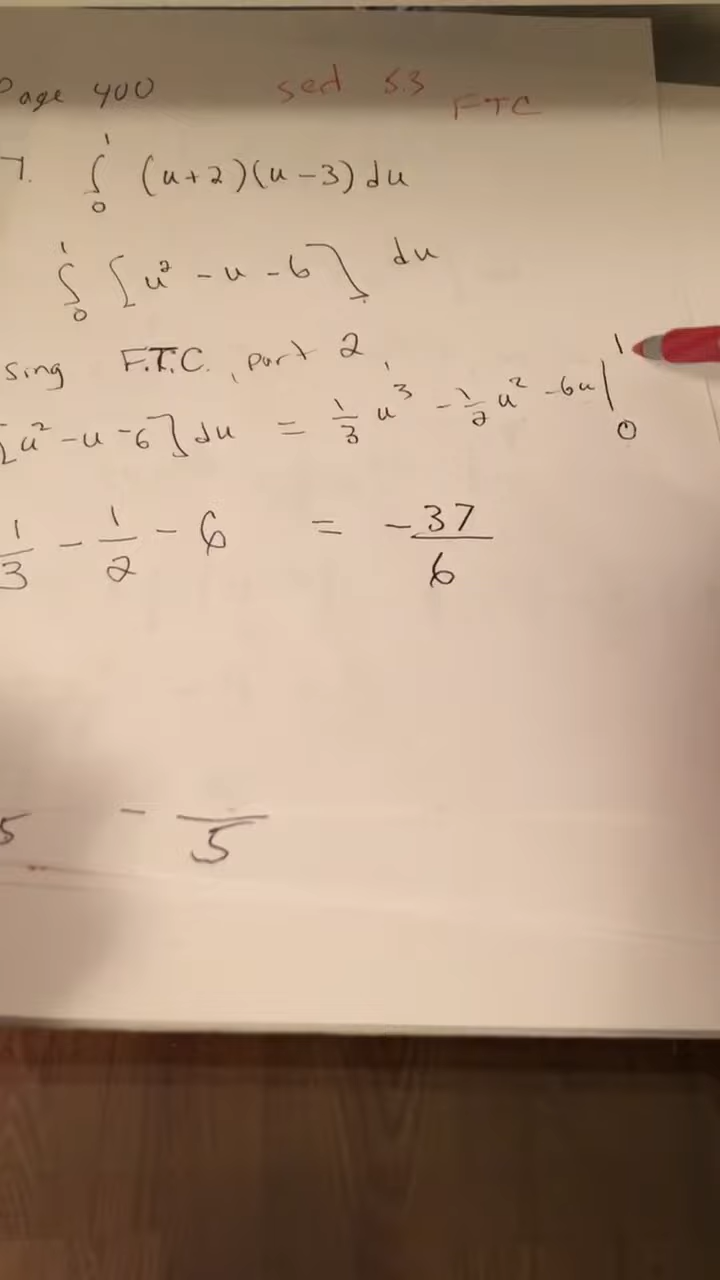 Page 400 sect 5.3
FTC
7. ∫₀¹ (u+2)(u-3) du
∫₀¹ [u² - u - 6] du
sing F.T.C., part 2,
[u² - u - 6] du = 1/3 u³ - 1/2 u² - 6u |₀¹
1/3 - 1/2 - 6 = -37/6
5 - /5